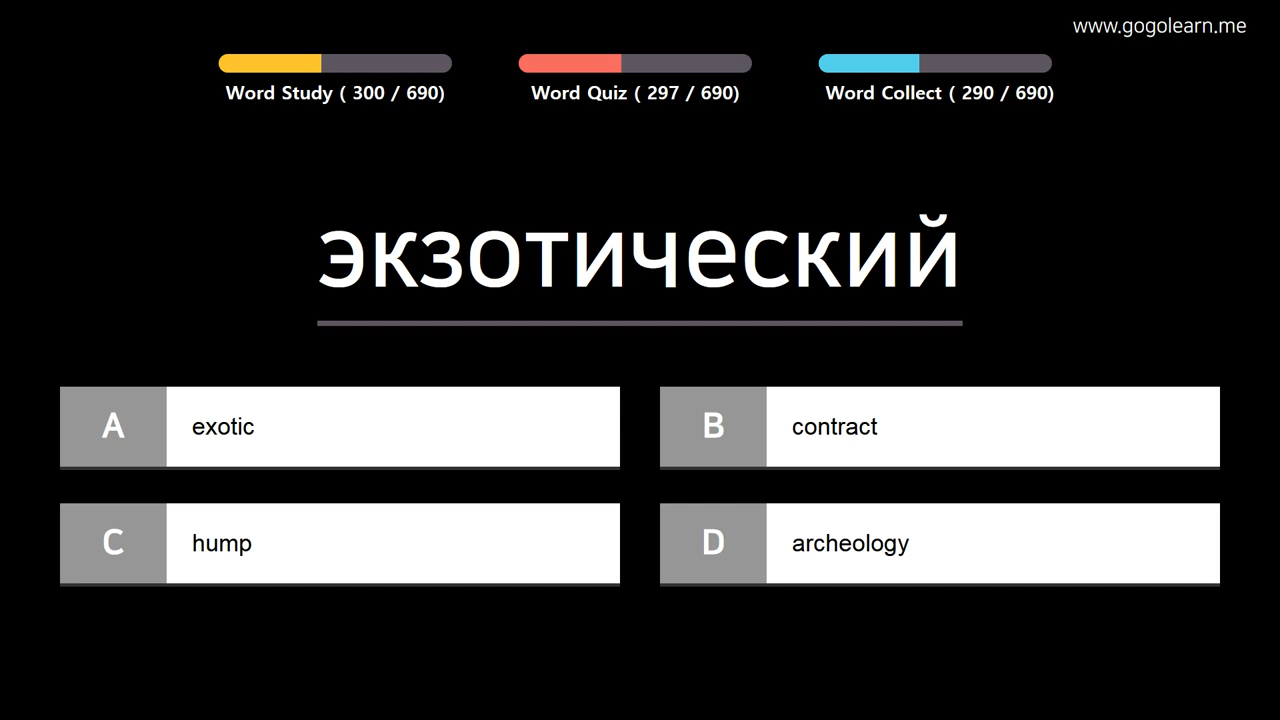 www.gogolearn.me
Word Study ( 300 / 690)
Word Quiz ( 297 / 690)
Word Collect ( 290 / 690)
экзотический
A exotic
B contract
C hump
D archeology